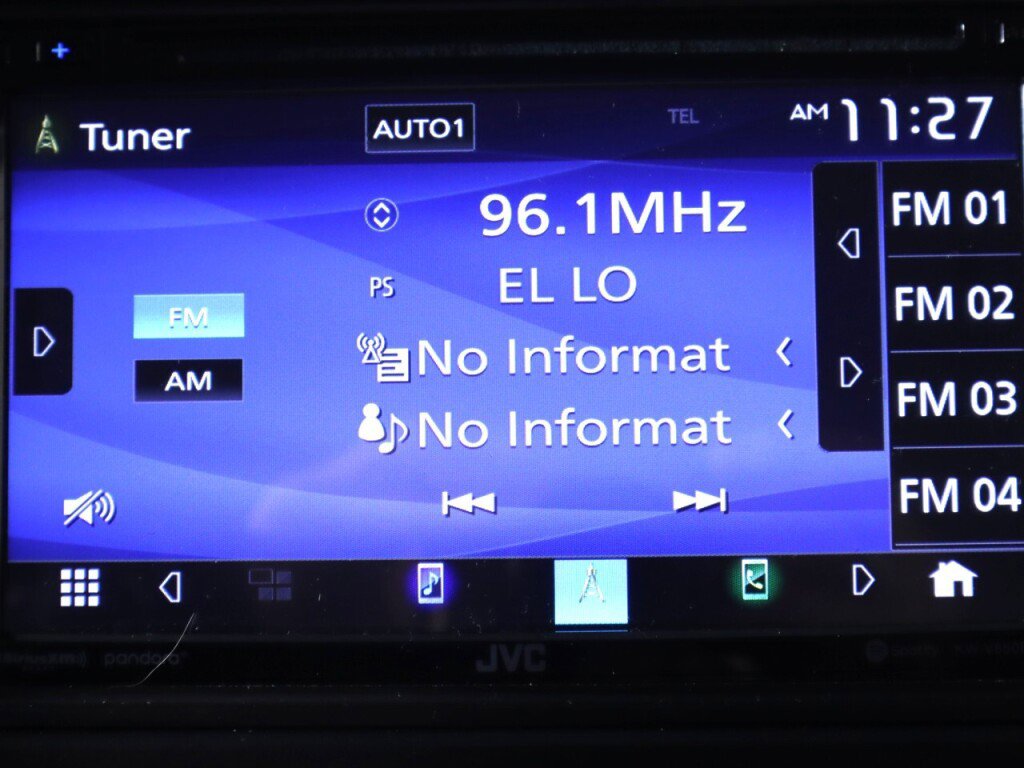 Tuner AUTO1 TEL AM 11:27
96.1MHz
PS EL LO
No Informat
No Informat
FM
AM
FM 01
FM 02
FM 03
FM 04
pandora
JVC
Spotify